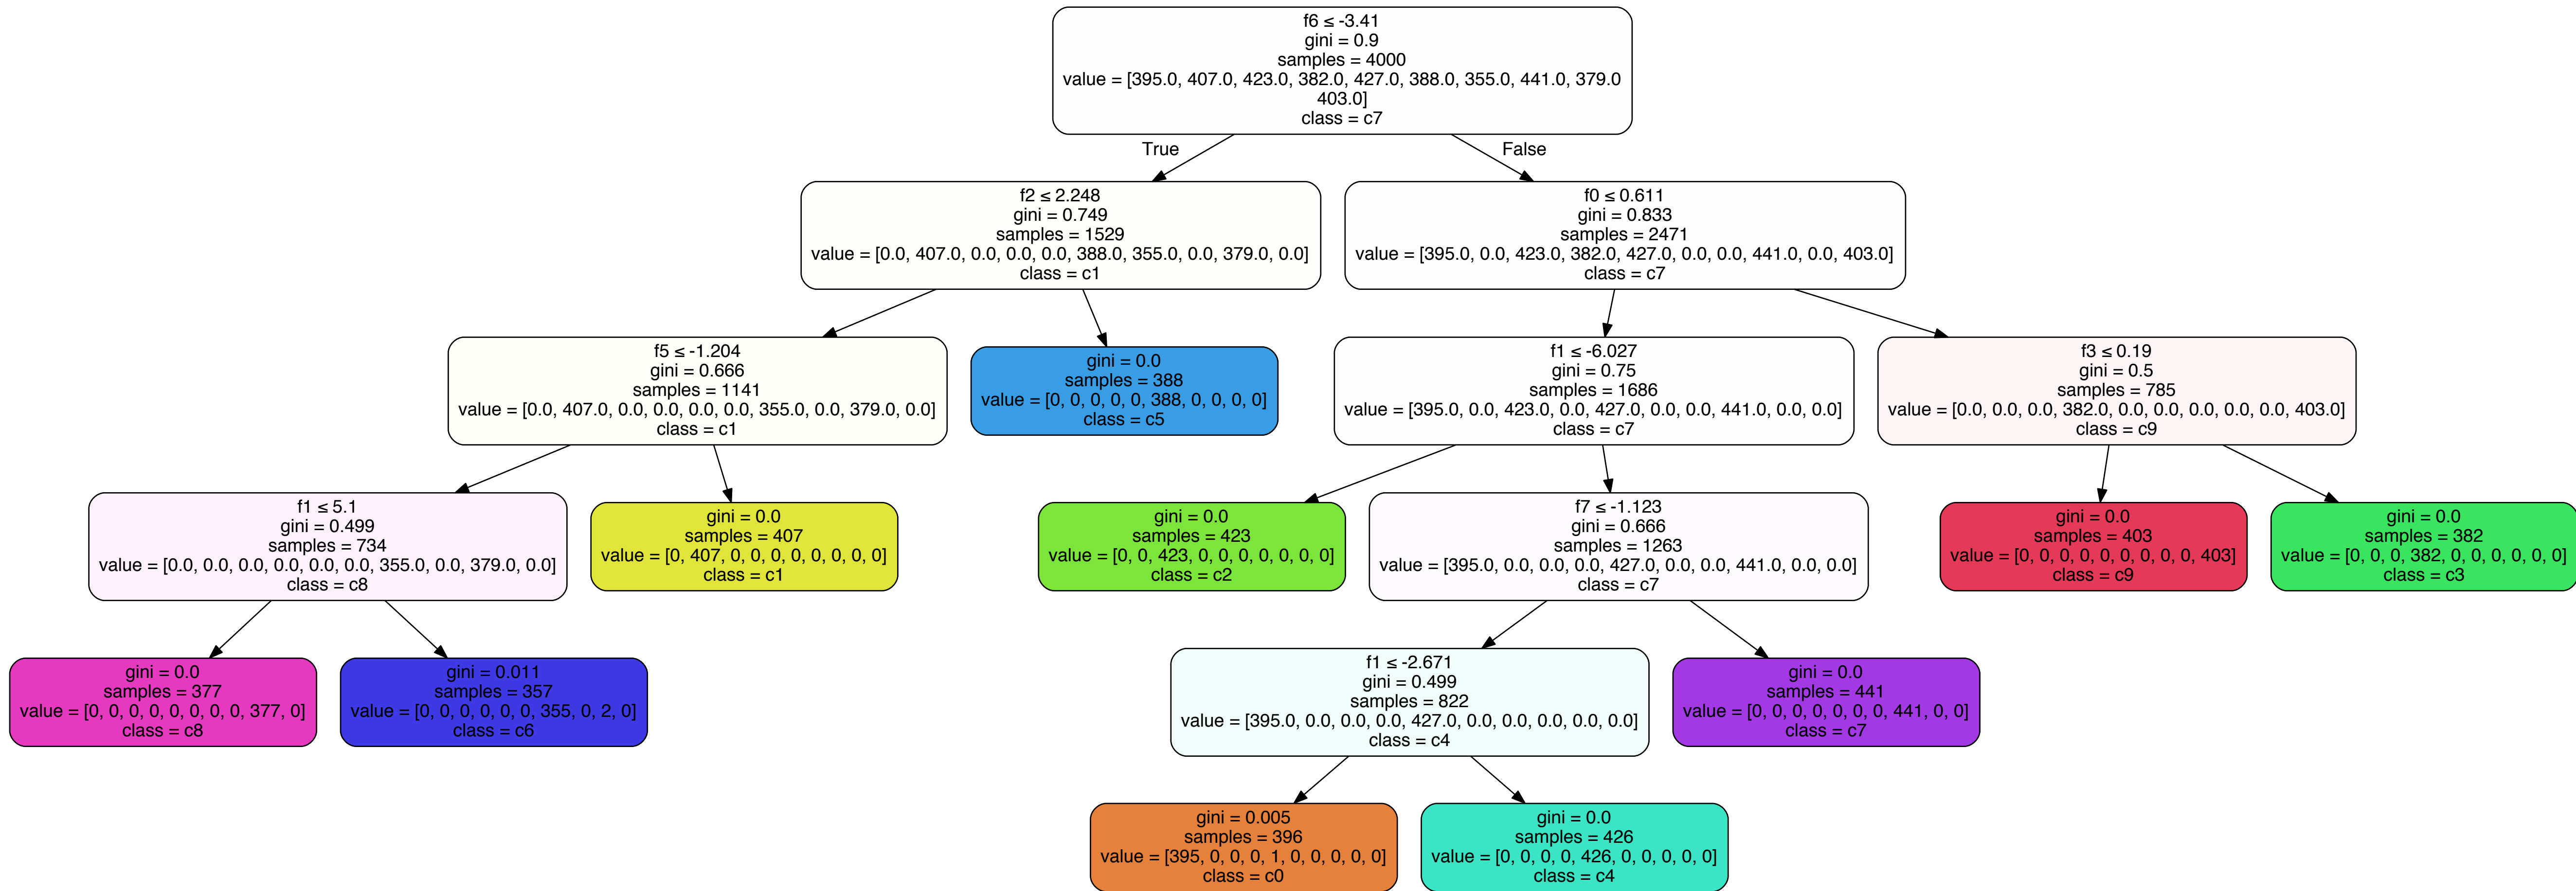 f6 ≤ -3.41
gini = 0.9
samples = 4000
value = [395.0, 407.0, 423.0, 382.0, 427.0, 388.0, 355.0, 441.0, 379.0
403.0]
class = c7
True
False
f2 ≤ 2.248
gini = 0.749
samples = 1529
value = [0.0, 407.0, 0.0, 0.0, 0.0, 388.0, 355.0, 0.0, 379.0, 0.0]
class = c1
f0 ≤ 0.611
gini = 0.833
samples = 2471
value = [395.0, 0.0, 423.0, 382.0, 427.0, 0.0, 0.0, 441.0, 0.0, 403.0]
class = c7
f5 ≤ -1.204
gini = 0.666
samples = 1141
value = [0.0, 407.0, 0.0, 0.0, 0.0, 0.0, 355.0, 0.0, 379.0, 0.0]
class = c1
gini = 0.0
samples = 388
value = [0, 0, 0, 0, 0, 388, 0, 0, 0, 0]
class = c5
f1 ≤ -6.027
gini = 0.75
samples = 1686
value = [395.0, 0.0, 423.0, 0.0, 427.0, 0.0, 0.0, 441.0, 0.0, 0.0]
class = c7
f3 ≤ 0.19
gini = 0.5
samples = 785
value = [0.0, 0.0, 0.0, 382.0, 0.0, 0.0, 0.0, 0.0, 0.0, 403.0]
class = c9
f1 ≤ 5.1
gini = 0.499
samples = 734
value = [0.0, 0.0, 0.0, 0.0, 0.0, 0.0, 355.0, 0.0, 379.0, 0.0]
class = c8
gini = 0.0
samples = 407
value = [0, 407, 0, 0, 0, 0, 0, 0, 0, 0]
class = c1
gini = 0.0
samples = 423
value = [0, 0, 423, 0, 0, 0, 0, 0, 0, 0]
class = c2
f7 ≤ -1.123
gini = 0.666
samples = 1263
value = [395.0, 0.0, 0.0, 0.0, 427.0, 0.0, 0.0, 441.0, 0.0, 0.0]
class = c7
gini = 0.0
samples = 403
value = [0, 0, 0, 0, 0, 0, 0, 0, 0, 403]
class = c9
gini = 0.0
samples = 382
value = [0, 0, 0, 382, 0, 0, 0, 0, 0, 0]
class = c3
gini = 0.0
samples = 377
value = [0, 0, 0, 0, 0, 0, 0, 0, 377, 0]
class = c8
gini = 0.011
samples = 357
value = [0, 0, 0, 0, 0, 0, 355, 0, 2, 0]
class = c6
f1 ≤ -2.671
gini = 0.499
samples = 822
value = [395.0, 0.0, 0.0, 0.0, 427.0, 0.0, 0.0, 0.0, 0.0, 0.0]
class = c4
gini = 0.0
samples = 441
value = [0, 0, 0, 0, 0, 0, 0, 441, 0, 0]
class = c7
gini = 0.005
samples = 396
value = [395, 0, 0, 0, 1, 0, 0, 0, 0, 0]
class = c0
gini = 0.0
samples = 426
value = [0, 0, 0, 0, 426, 0, 0, 0, 0, 0]
class = c4